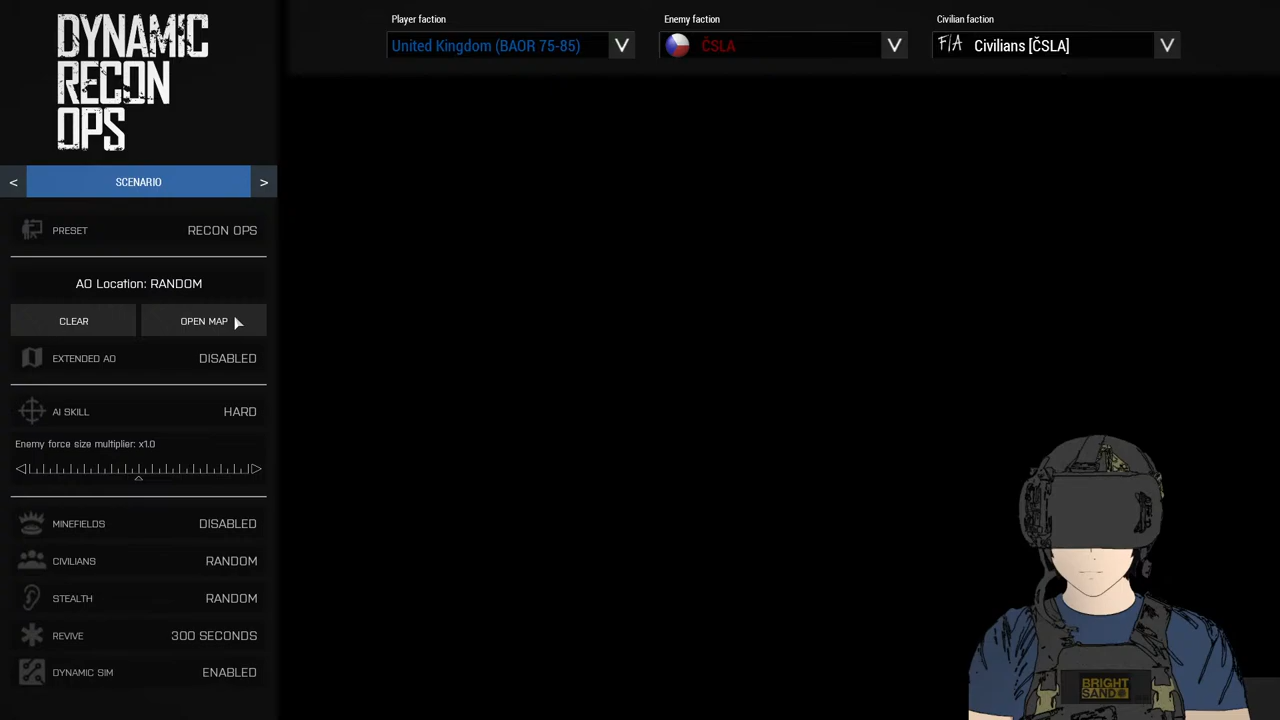 DYNAMIC
RECON
OPS
Player faction
United Kingdom (BAOR 75-85)
Enemy faction
ČSLA
Civilian faction
FIA Civilians [ČSLA]
< SCENARIO >
PRESET RECON OPS
AO Location: RANDOM
CLEAR OPEN MAP
EXTENDED AO DISABLED
AI SKILL HARD
Enemy force size multiplier: x1.0
MINEFIELDS DISABLED
CIVILIANS RANDOM
STEALTH RANDOM
REVIVE 300 SECONDS
DYNAMIC SIM ENABLED
BRIGHT
SAND